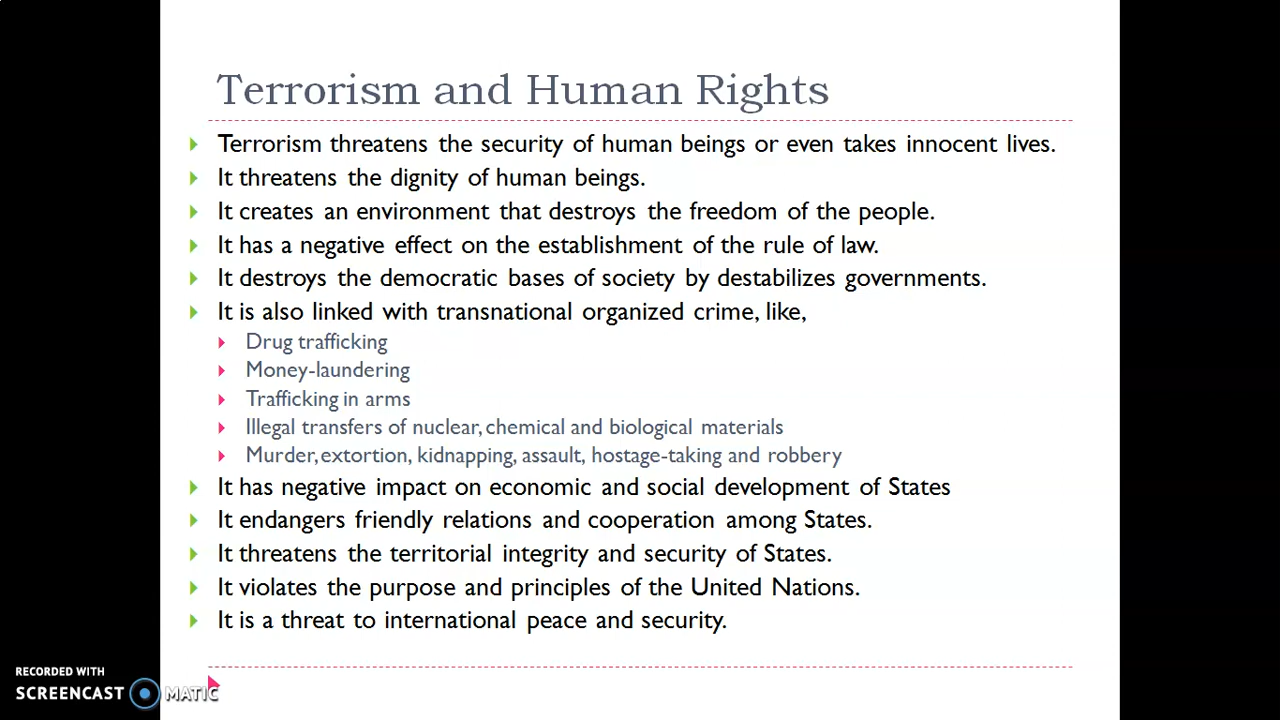 Terrorism and Human Rights
Terrorism threatens the security of human beings or even takes innocent lives.
It threatens the dignity of human beings.
It creates an environment that destroys the freedom of the people.
It has a negative effect on the establishment of the rule of law.
It destroys the democratic bases of society by destabilizes governments.
It is also linked with transnational organized crime, like,
Drug trafficking
Money-laundering
Trafficking in arms
Illegal transfers of nuclear, chemical and biological materials
Murder, extortion, kidnapping, assault, hostage-taking and robbery
It has negative impact on economic and social development of States
It endangers friendly relations and cooperation among States.
It threatens the territorial integrity and security of States.
It violates the purpose and principles of the United Nations.
It is a threat to international peace and security.
RECORDED WITH
SCREENCAST MATIC